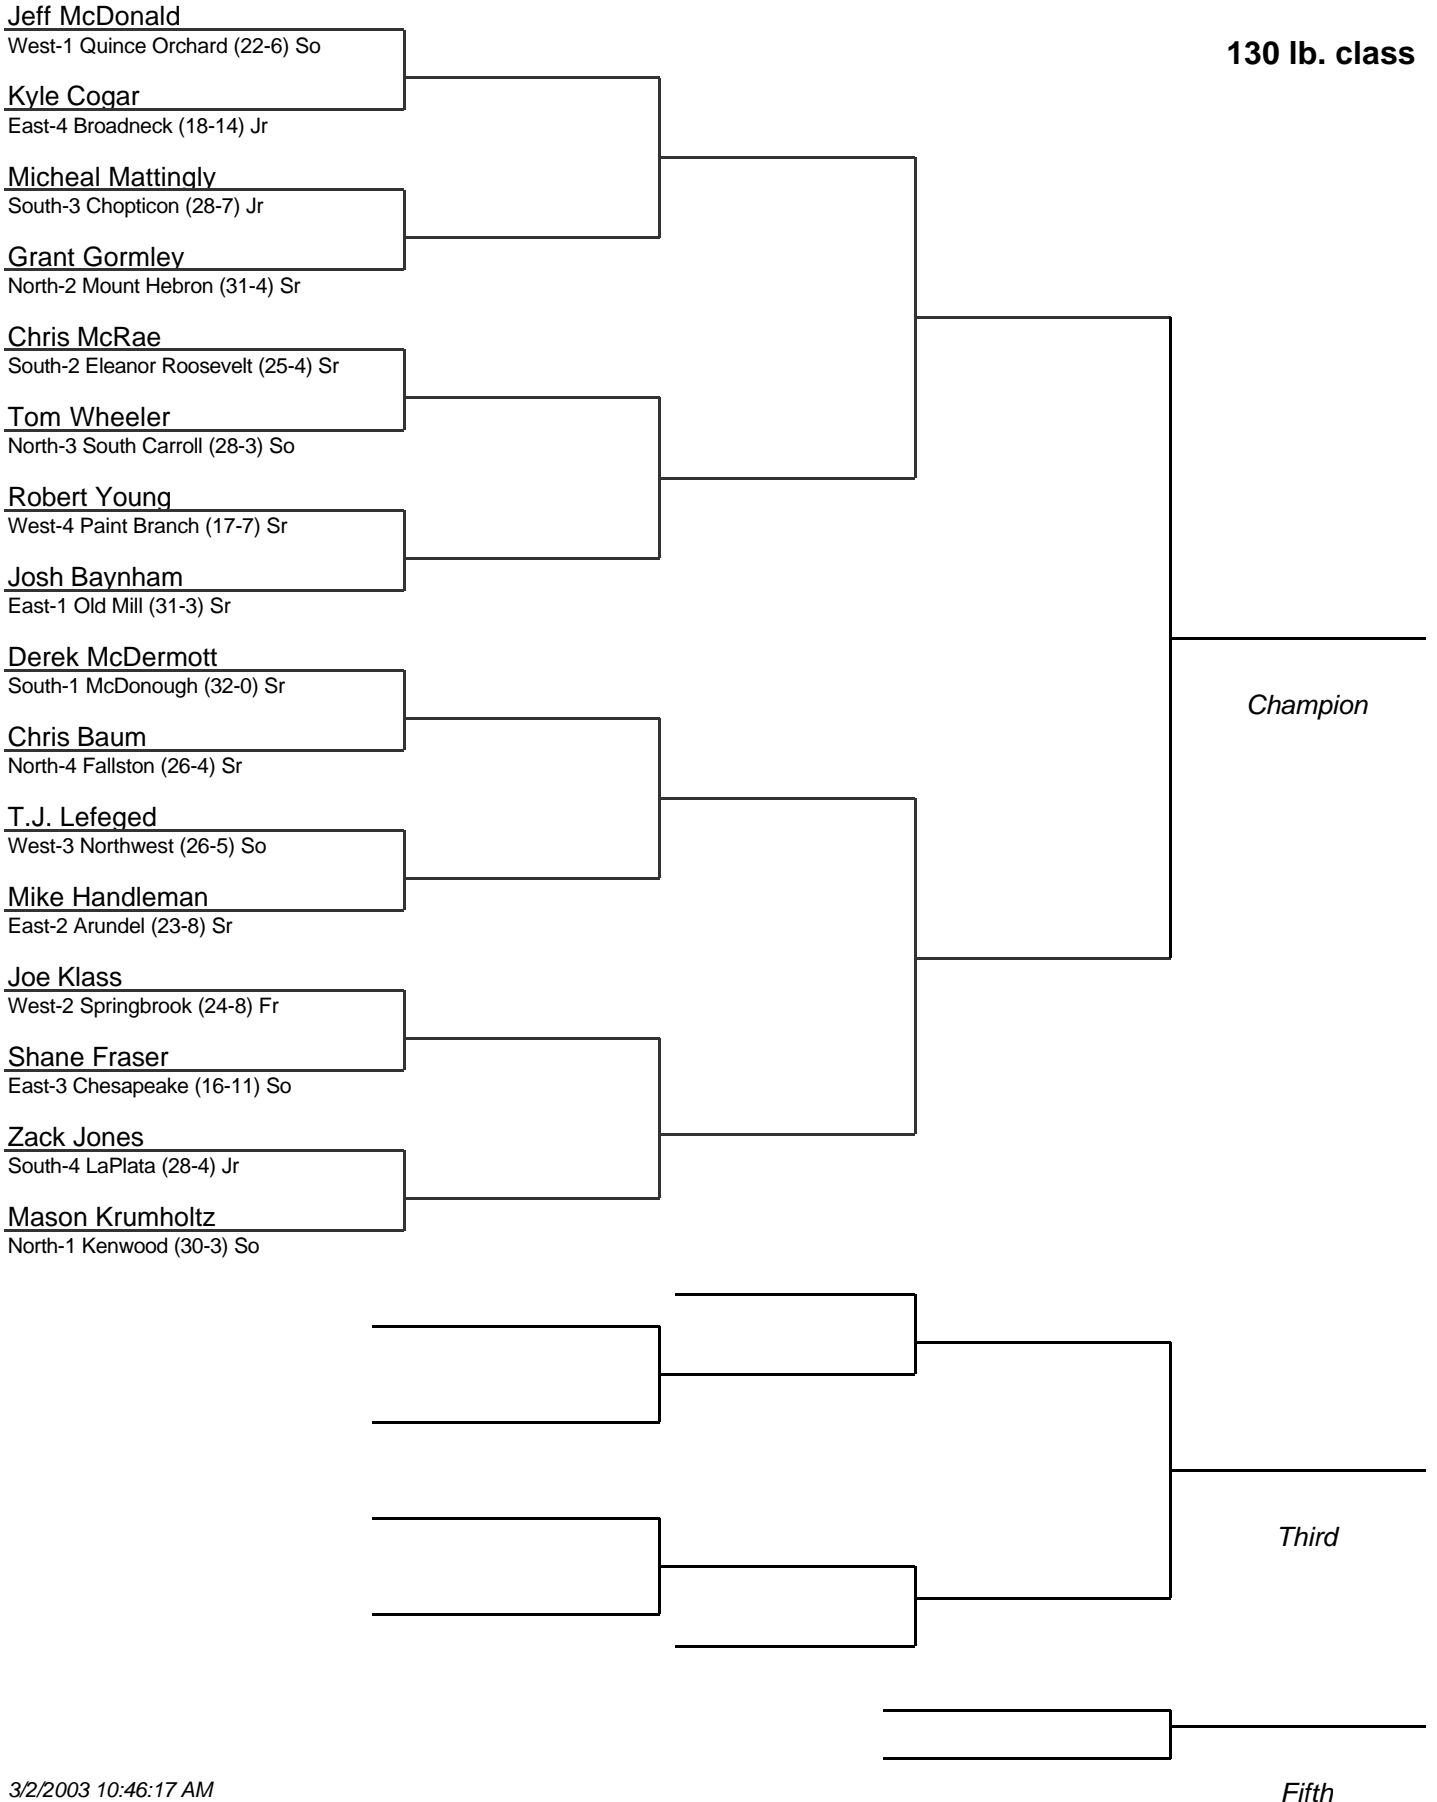 Jeff McDonald
West-1 Quince Orchard (22-6) So
130 lb. class
Kyle Cogar
East-4 Broadneck (18-14) Jr
Micheal Mattingly
South-3 Chopticon (28-7) Jr
Grant Gormley
North-2 Mount Hebron (31-4) Sr
Chris McRae
South-2 Eleanor Roosevelt (25-4) Sr
Tom Wheeler
North-3 South Carroll (28-3) So
Robert Young
West-4 Paint Branch (17-7) Sr
Josh Baynham
East-1 Old Mill (31-3) Sr
Derek McDermott
South-1 McDonough (32-0) Sr
Champion
Chris Baum
North-4 Fallston (26-4) Sr
T.J. Lefeged
West-3 Northwest (26-5) So
Mike Handleman
East-2 Arundel (23-8) Sr
Joe Klass
West-2 Springbrook (24-8) Fr
Shane Fraser
East-3 Chesapeake (16-11) So
Zack Jones
South-4 LaPlata (28-4) Jr
Mason Krumholtz
North-1 Kenwood (30-3) So
Third
3/2/2003 10:46:17 AM
Fifth